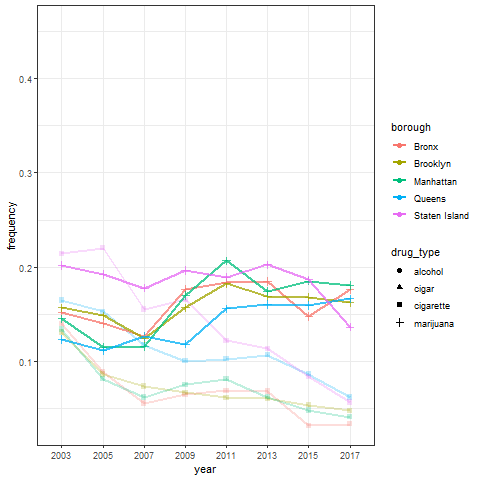 frequency
0.4
0.3
0.2
0.1
2003 2005 2007 2009 2011 2013 2015 2017
year
borough
Bronx
Brooklyn
Manhattan
Queens
Staten Island
drug_type
alcohol
cigar
cigarette
marijuana